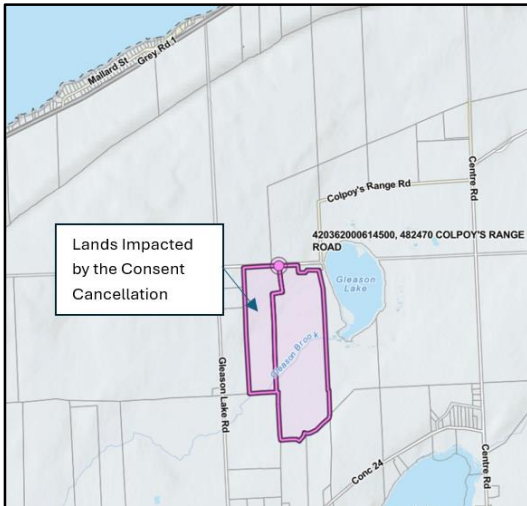 Mallard St
Grey Rd 1
Colpoy's Range Rd
Centre Rd
420362000614500, 482470 COLPOY'S RANGE
ROAD
Lands Impacted
by the Consent
Cancellation
Gleason
Lake
Gleason Brook
Gleason Lake Rd
Conc 24
Centre Rd